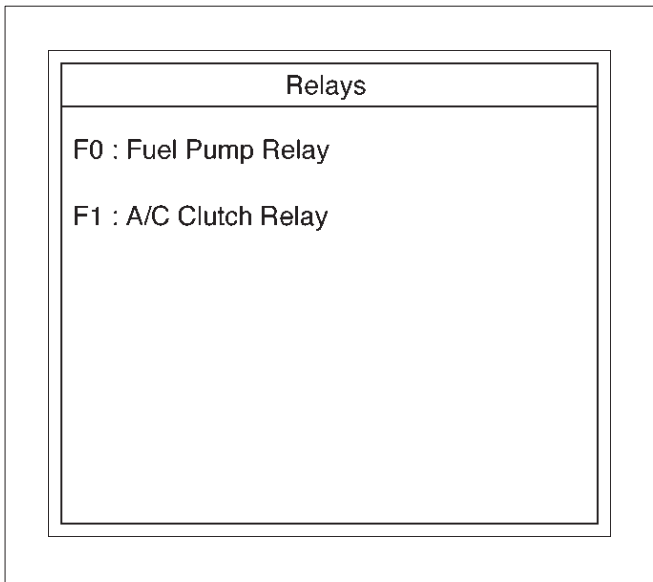 Relays
F0 : Fuel Pump Relay
F1 : A/C Clutch Relay